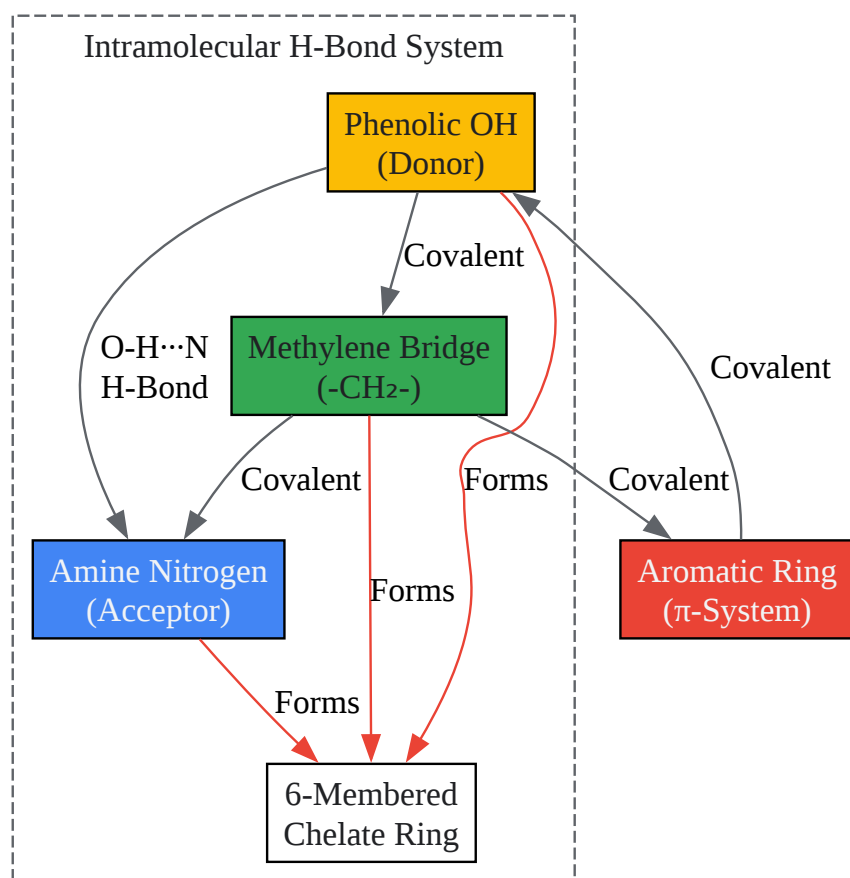 Intramolecular H-Bond System
Phenolic OH
(Donor)
Covalent
O-H···N
H-Bond
Methylene Bridge
(-CH₂-)
Covalent
Covalent
Forms
Covalent
Amine Nitrogen
(Acceptor)
Forms
Aromatic Ring
(π-System)
Forms
6-Membered
Chelate Ring